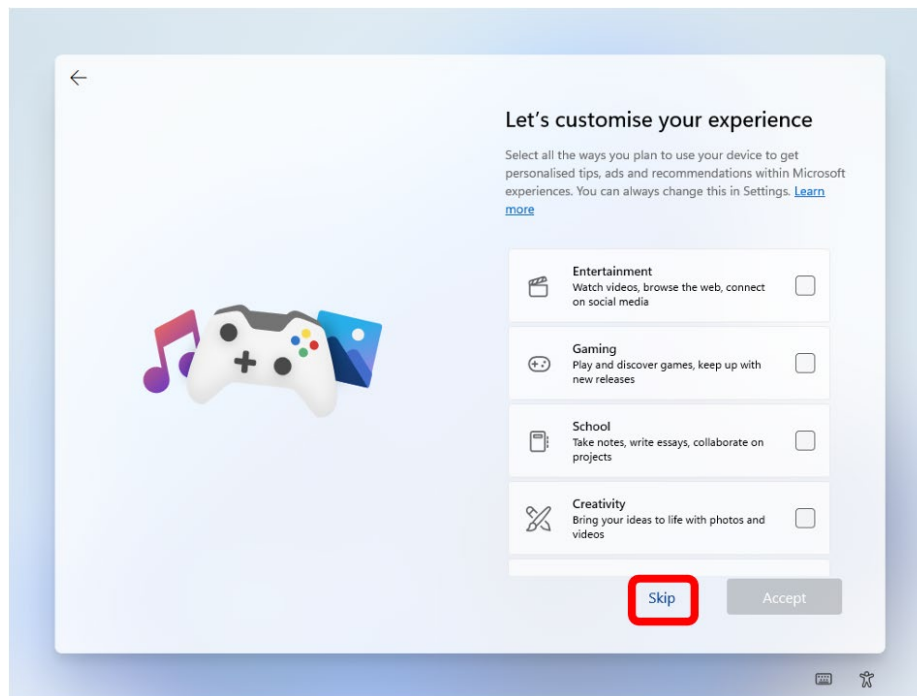 Let's customise your experience
Select all the ways you plan to use your device to get
personalised tips, ads and recommendations within Microsoft
experiences. You can always change this in Settings. Learn
more
Entertainment
Watch videos, browse the web, connect
on social media
Gaming
Play and discover games, keep up with
new releases
School
Take notes, write essays, collaborate on
projects
Creativity
Bring your ideas to life with photos and
videos
Skip
Accept